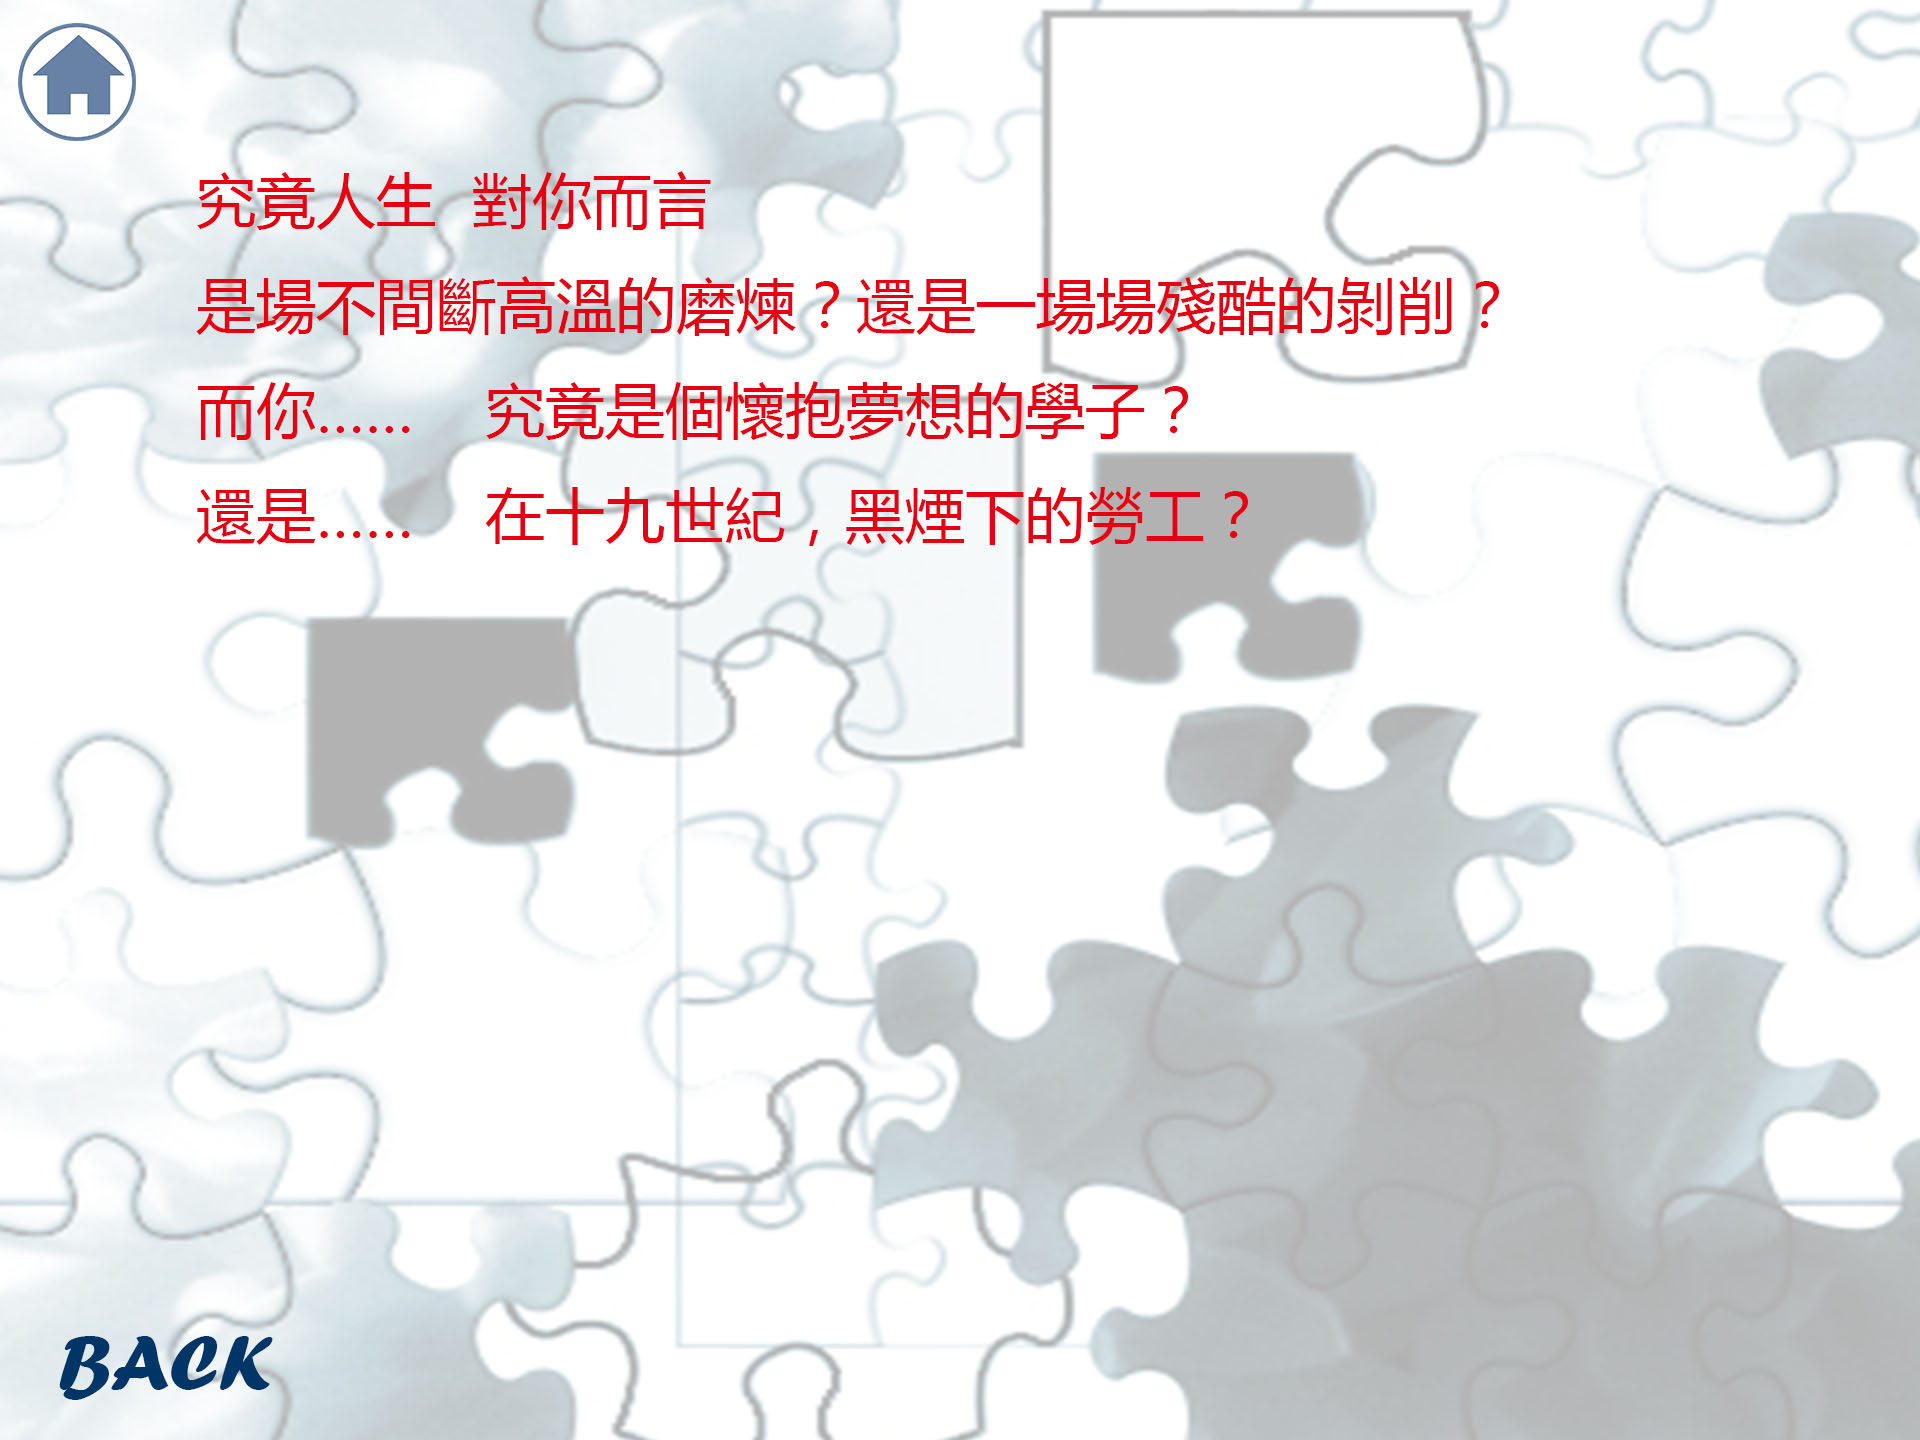 究竟人生 對你而言
是場不間斷高溫的磨煉？還是一場場殘酷的剝削？
而你…… 究竟是個懷抱夢想的學子？
還是…… 在十九世紀，黑煙下的勞工？
BACK